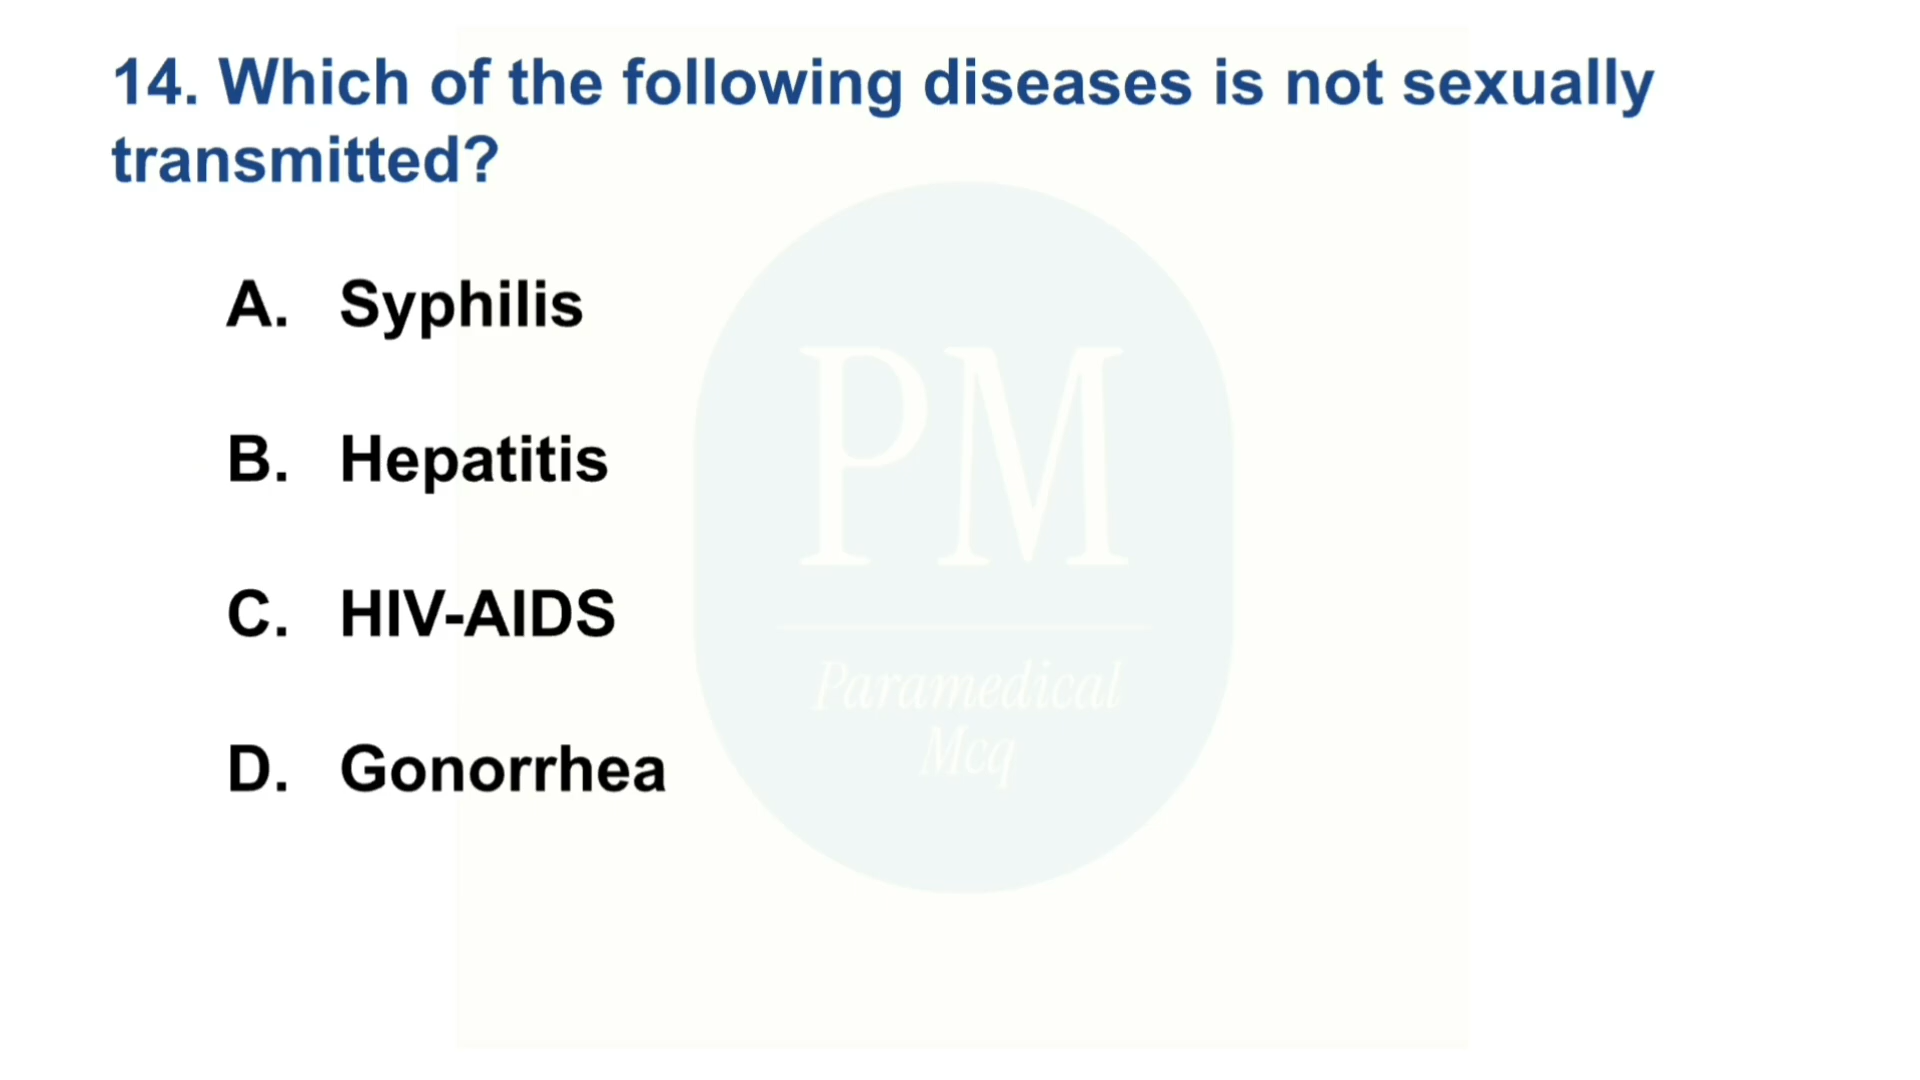 14. Which of the following diseases is not sexually
transmitted?
A. Syphilis
B. Hepatitis
C. HIV-AIDS
D. Gonorrhea
PM
Paramedical
Mcq